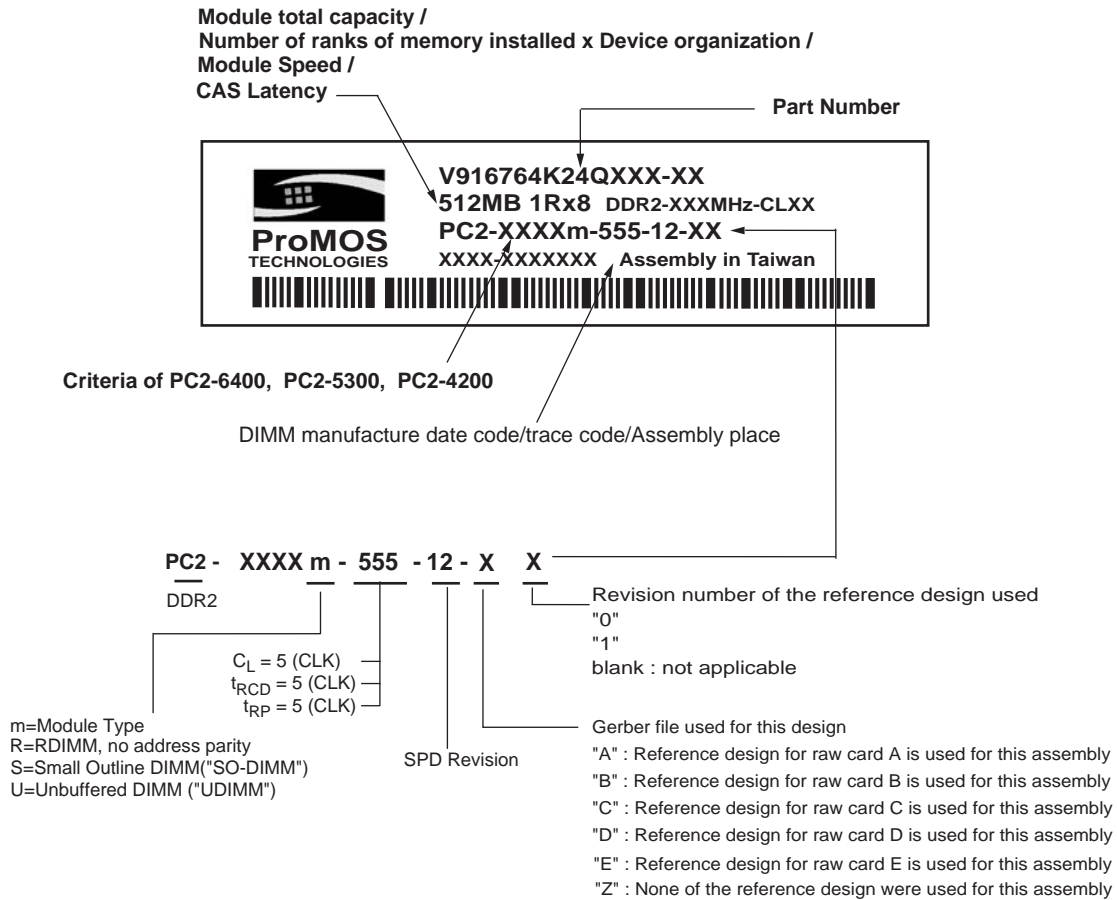 Module total capacity /
Number of ranks of memory installed x Device organization /
Module Speed /
CAS Latency
Part Number
V916764K24QXXX-XX
512MB 1Rx8 DDR2-XXXMHz-CLXX
PC2-XXXXm-555-12-XX
XXXX-XXXXXXX Assembly in Taiwan
ProMOS
TECHNOLOGIES
Criteria of PC2-6400, PC2-5300, PC2-4200
DIMM manufacture date code/trace code/Assembly place
PC2 - XXXX m - 555 - 12 - X X
DDR2
CL = 5 (CLK)
tRCD = 5 (CLK)
tRP = 5 (CLK)
m=Module Type
R=RDIMM, no address parity
S=Small Outline DIMM("SO-DIMM")
U=Unbuffered DIMM ("UDIMM")
SPD Revision
Revision number of the reference design used
"0"
"1"
blank : not applicable
Gerber file used for this design
"A" : Reference design for raw card A is used for this assembly
"B" : Reference design for raw card B is used for this assembly
"C" : Reference design for raw card C is used for this assembly
"D" : Reference design for raw card D is used for this assembly
"E" : Reference design for raw card E is used for this assembly
"Z" : None of the reference design were used for this assembly